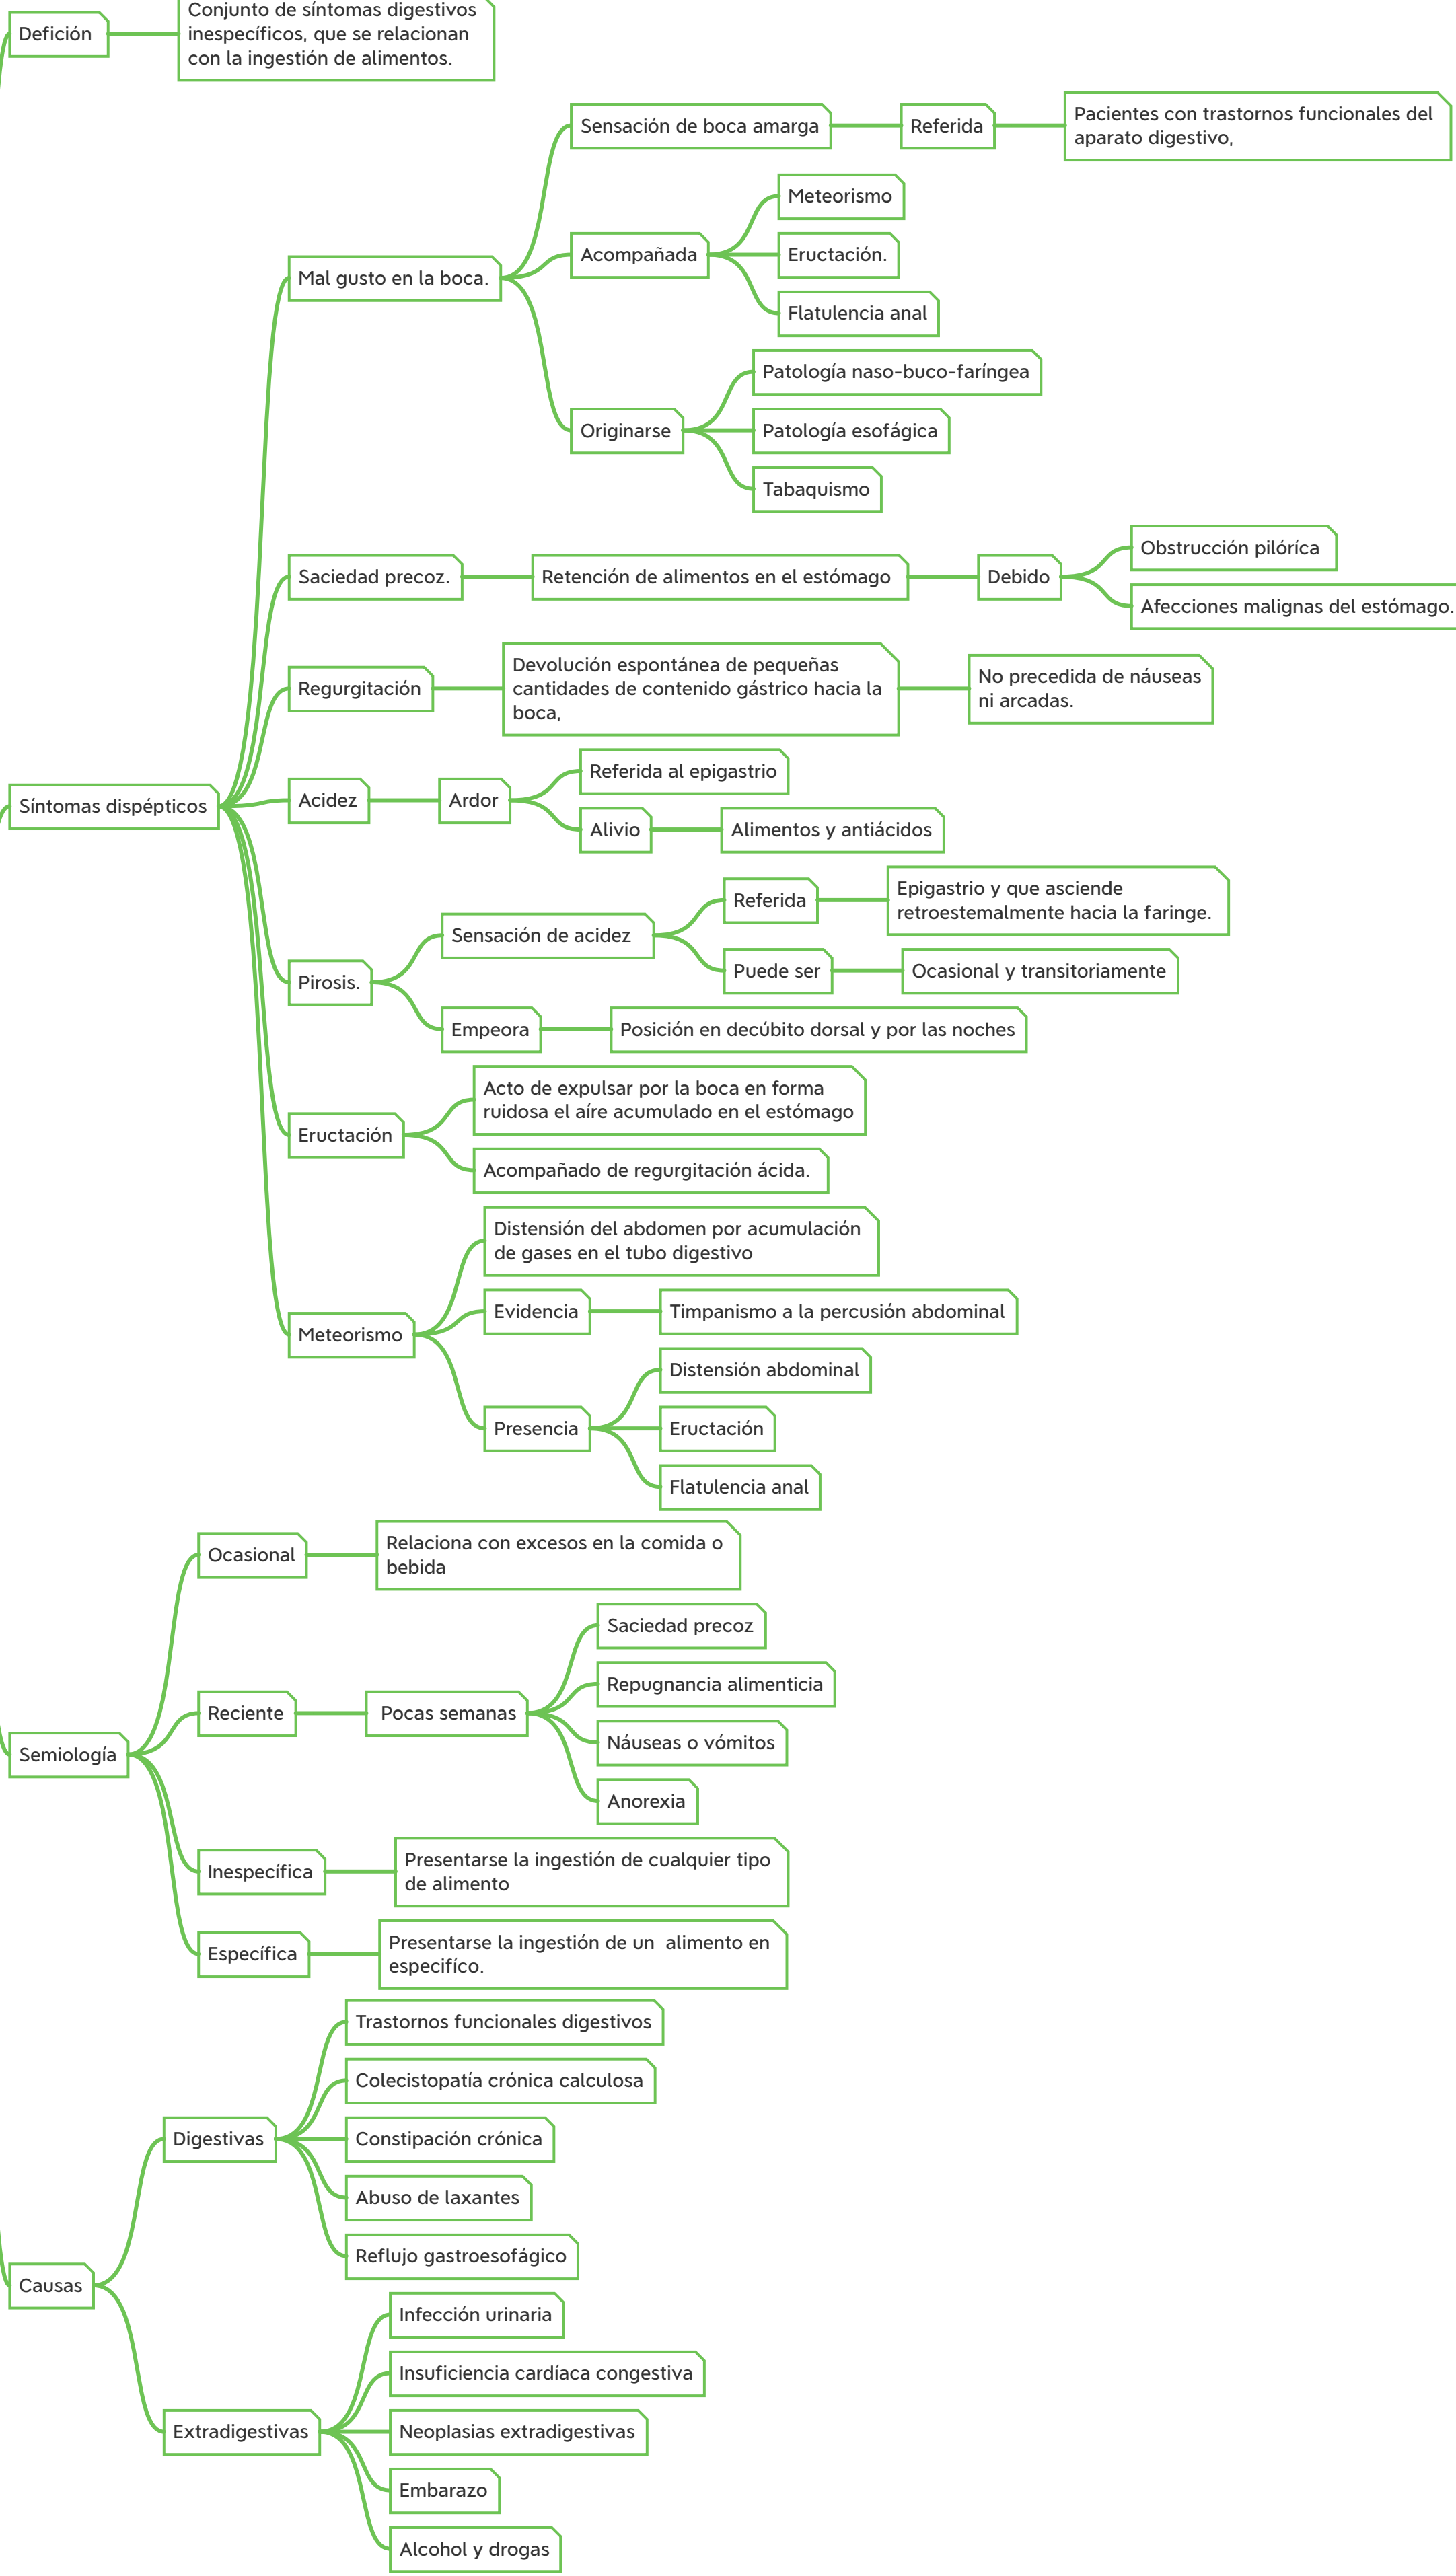 Defición
Conjunto de síntomas digestivos
inespecíficos, que se relacionan
con la ingestión de alimentos.
Síntomas dispépticos
Mal gusto en la boca.
Sensación de boca amarga
Referida
Pacientes con trastornos funcionales del
aparato digestivo,
Acompañada
Meteorismo
Eructación.
Flatulencia anal
Originarse
Patología naso-buco-faríngea
Patología esofágica
Tabaquismo
Saciedad precoz.
Retención de alimentos en el estómago
Debido
Obstrucción pilóríca
Afecciones malignas del estómago.
Regurgitación
Devolución espontánea de pequeñas
cantidades de contenido gástrico hacia la
boca,
No precedida de náuseas
ni arcadas.
Acidez
Ardor
Referida al epigastrio
Alivio
Alimentos y antiácidos
Pirosis.
Sensación de acidez
Referida
Epigastrio y que asciende
retroestemalmente hacia la faringe.
Puede ser
Ocasional y transitoriamente
Empeora
Posición en decúbito dorsal y por las noches
Eructación
Acto de expulsar por la boca en forma
ruidosa el aíre acumulado en el estómago
Acompañado de regurgitación ácida.
Meteorismo
Distensión del abdomen por acumulación
de gases en el tubo digestivo
Evidencia
Timpanismo a la percusión abdominal
Presencia
Distensión abdominal
Eructación
Flatulencia anal
Semiología
Ocasional
Relaciona con excesos en la comida o
bebida
Reciente
Pocas semanas
Saciedad precoz
Repugnancia alimenticia
Náuseas o vómitos
Anorexia
Inespecífica
Presentarse la ingestión de cualquier tipo
de alimento
Específica
Presentarse la ingestión de un  alimento en
especifíco.
Causas
Digestivas
Trastornos funcionales digestivos
Colecistopatía crónica calculosa
Constipación crónica
Abuso de laxantes
Reflujo gastroesofágico
Extradigestivas
Infección urinaria
Insuficiencia cardíaca congestiva
Neoplasias extradigestivas
Embarazo
Alcohol y drogas